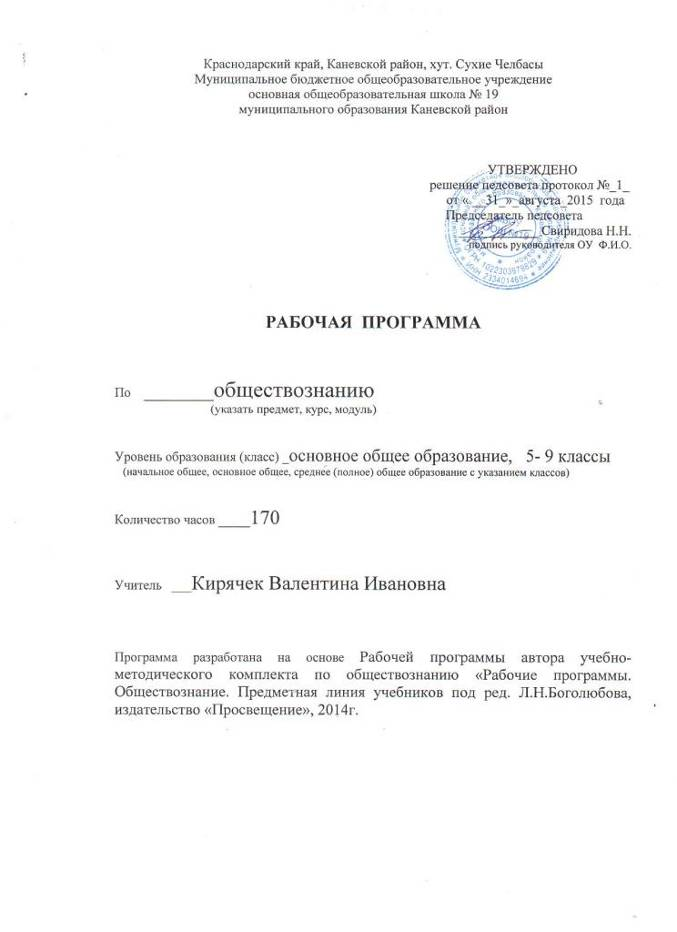 Краснодарский край, Каневской район, хут. Сухие Челбасы
Муниципальное бюджетное общеобразовательное учреждение
основная общеобразовательная школа № 19
муниципального образования Каневской район
УТВЕРЖДЕНО
решение педсовета протокол №_1_
от « __31_»_августа_2015 года
Председатель педсовета
Свиридова Н.Н.
подпись руководителя ОУ Ф.И.О.
РАБОЧАЯ ПРОГРАММА
По ________обществознанию
(указать предмет, курс, модуль)
Уровень образования (класс) _основное общее образование, 5- 9 классы
(начальное общее, основное общее, среднее (полное) общее образование с указанием классов)
Количество часов ____170
Учитель __Кирячек Валентина Ивановна
Программа разработана на основе Рабочей программы автора учебно-
методического комплекта по обществознанию «Рабочие программы.
Обществознание. Предметная линия учебников под ред. Л.Н.Боголюбова,
издательство «Просвещение», 2014г.